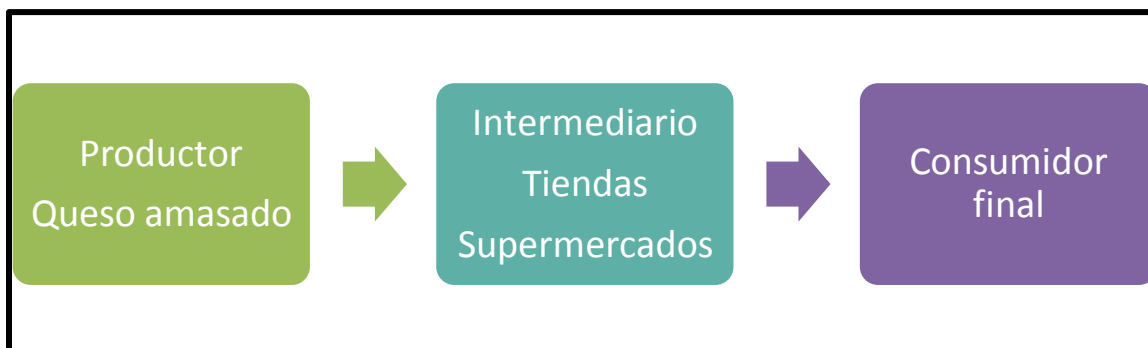 Productor
Queso amasado
Intermediario
Tiendas
Supermercados
Consumidor
final